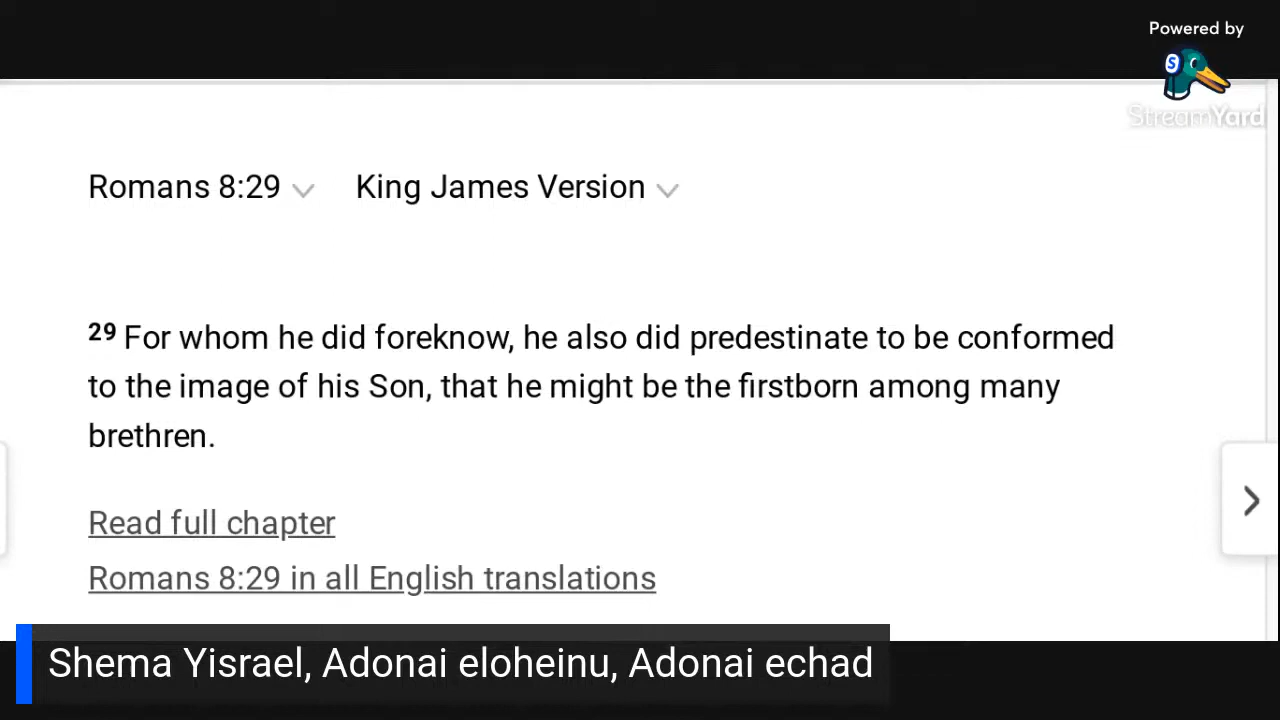 Powered by
S
StreamYard
Romans 8:29 King James Version
29 For whom he did foreknow, he also did predestinate to be conformed
to the image of his Son, that he might be the firstborn among many
brethren.
Read full chapter
Romans 8:29 in all English translations
Shema Yisrael, Adonai eloheinu, Adonai echad